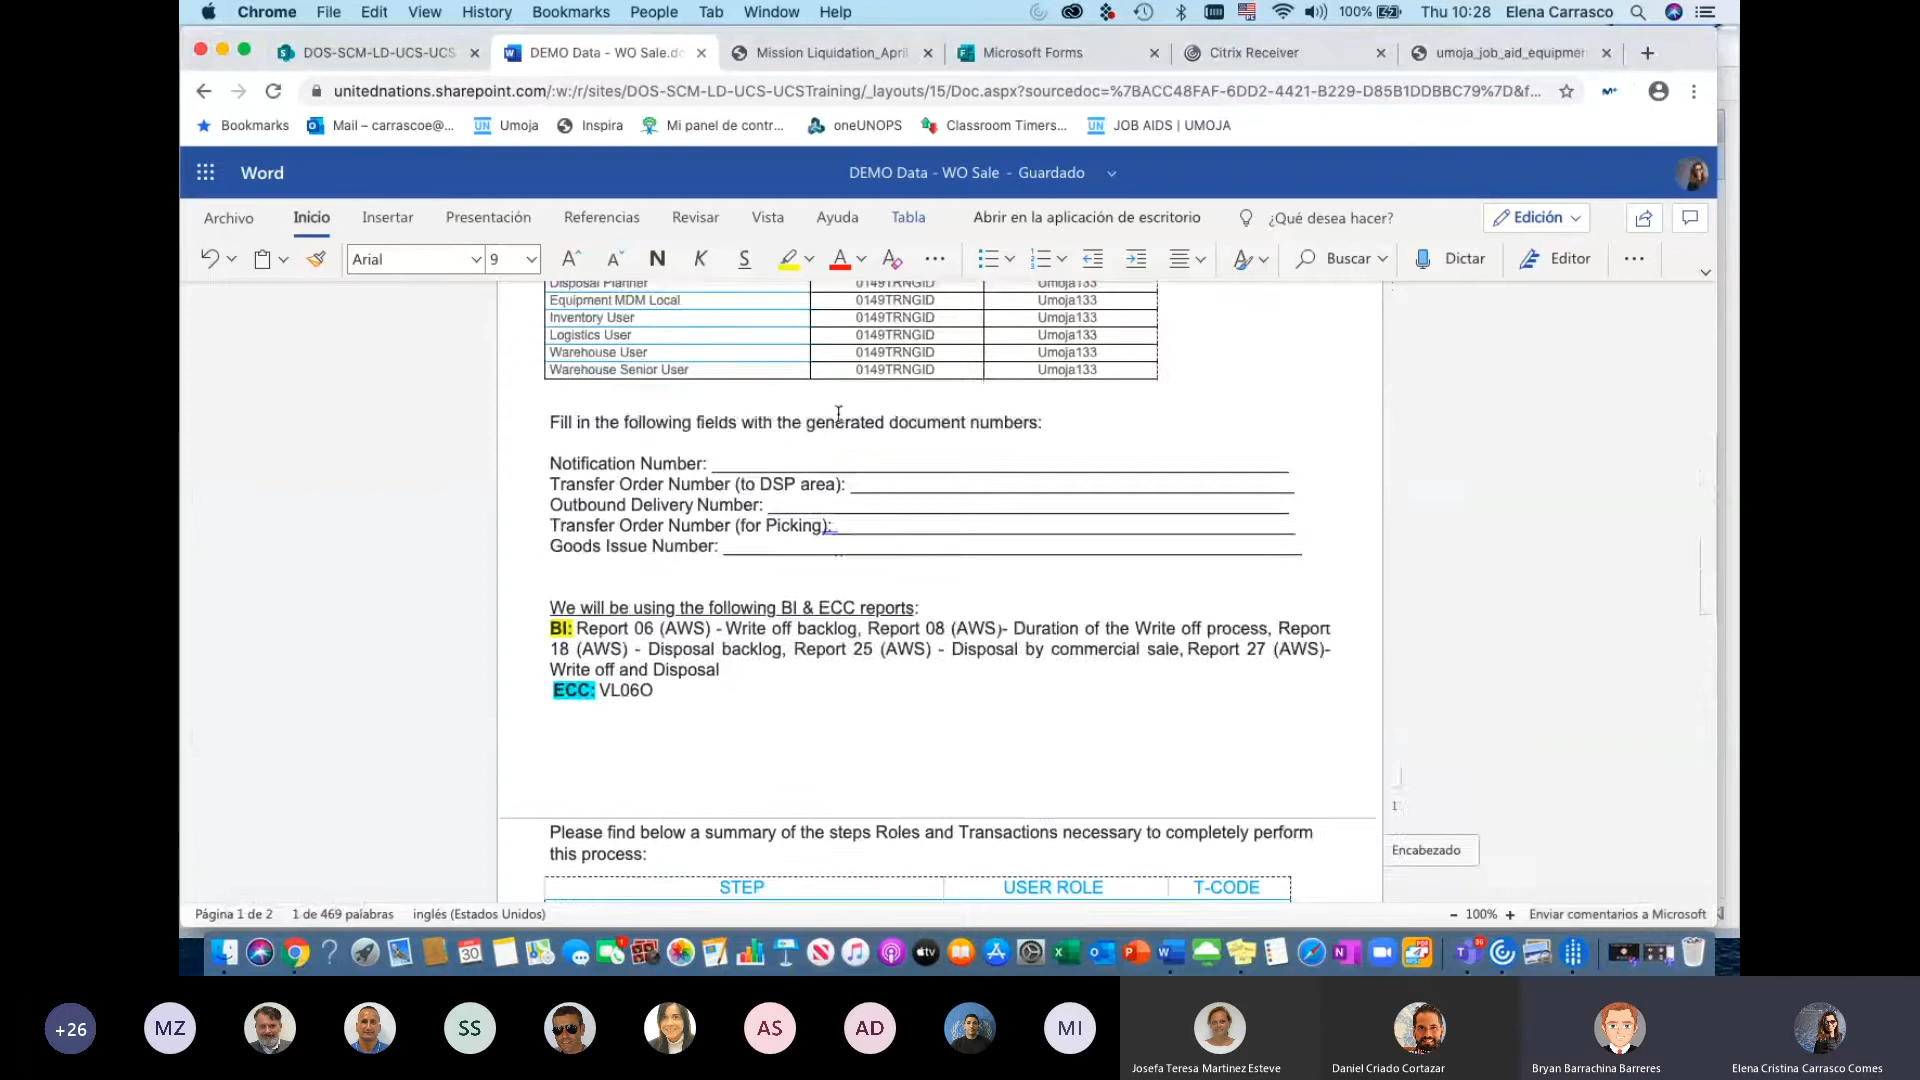 Chrome File Edit View History Bookmarks People Tab Window Help 100% Thu 10:28 Elena Carrasco
DOS-SCM-LD-UCS-UCS DEMO Data - WO Sale.do Mission Liquidation_April Microsoft Forms Citrix Receiver umoja_job_aid_equipmen
unitednations.sharepoint.com/:w:/r/sites/DOS-SCM-LD-UCS-UCSTraining/_layouts/15/Doc.aspx?sourcedoc=%7BACC48FAF-6DD2-4421-B229-D85B1DDBBC79%7D&f...
Bookmarks Mail – carrascoe@... UN Umoja Inspira Mi panel de contr... oneUNOPS Classroom Timers... UN JOB AIDS | UMOJA
Word DEMO Data - WO Sale - Guardado
Archivo Inicio Insertar Presentación Referencias Revisar Vista Ayuda Tabla Abrir en la aplicación de escritorio ¿Qué desea hacer? Edición
Arial 9 N K S Buscar Dictar Editor
Disposal Planner 0149TRNGID Umoja133
Equipment MDM Local 0149TRNGID Umoja133
Inventory User 0149TRNGID Umoja133
Logistics User 0149TRNGID Umoja133
Warehouse User 0149TRNGID Umoja133
Warehouse Senior User 0149TRNGID Umoja133
Fill in the following fields with the generated document numbers:
Notification Number:
Transfer Order Number (to DSP area):
Outbound Delivery Number:
Transfer Order Number (for Picking):
Goods Issue Number:
We will be using the following BI & ECC reports:
BI: Report 06 (AWS) - Write off backlog, Report 08 (AWS)- Duration of the Write off process, Report
18 (AWS) - Disposal backlog, Report 25 (AWS) - Disposal by commercial sale, Report 27 (AWS)-
Write off and Disposal
ECC: VL06O
Please find below a summary of the steps Roles and Transactions necessary to completely perform
this process:
Encabezado
STEP USER ROLE T-CODE
Página 1 de 2 1 de 469 palabras inglés (Estados Unidos) - 100% + Enviar comentarios a Microsoft
+26 MZ SS AS AD MI
Josefa Teresa Martinez Esteve Daniel Criado Cortazar Bryan Barrachina Barreres Elena Cristina Carrasco Comes